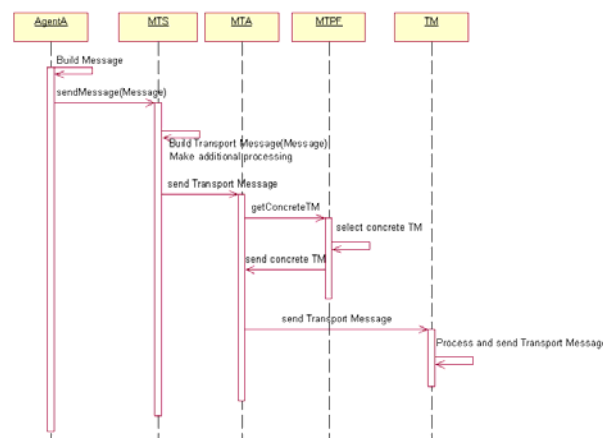 AgentA
MTS
MTA
MTPF
TM
Build Message
sendMessage(Message)
Build Transport Message(Message)
Make additional processing
send Transport Message
getConcreteTM
select concrete TM
send concrete TM
send Transport Message
Process and send Transport Message